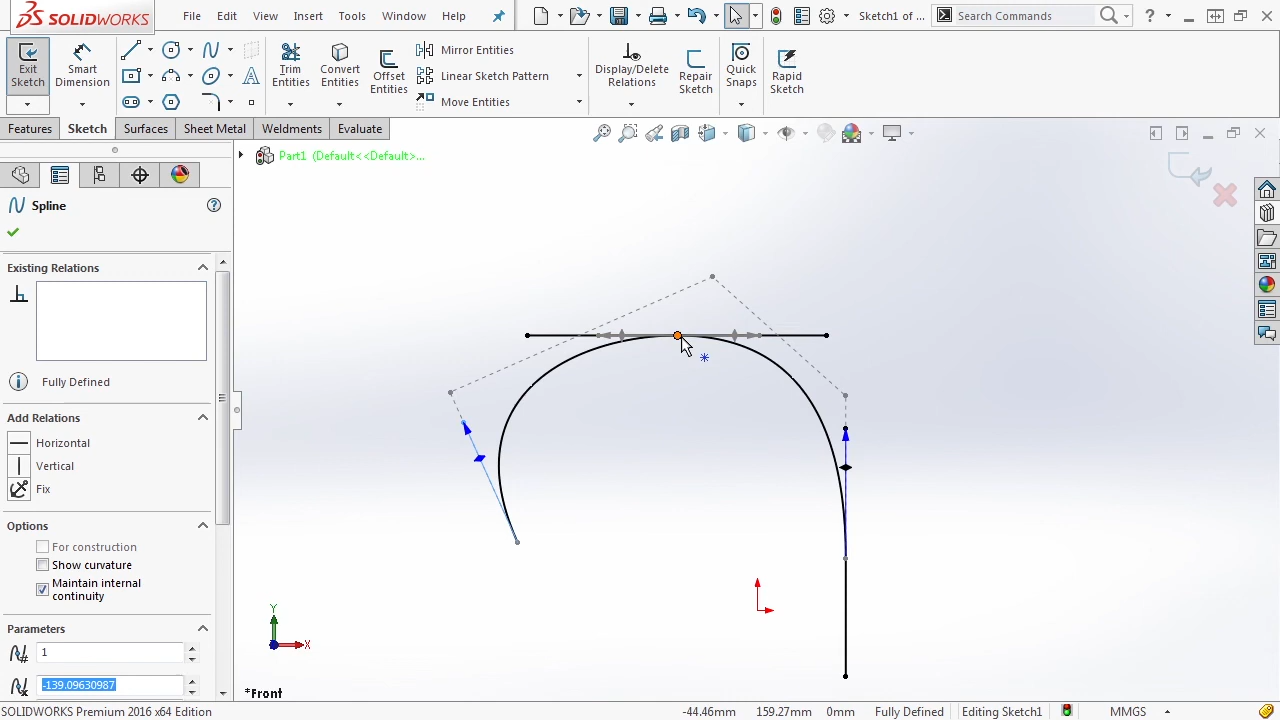 SOLIDWORKS
File Edit View Insert Tools Window Help
Sketch1 of ...
Search Commands
Exit Sketch
Smart Dimension
Trim Entities
Convert Entities
Offset Entities
Mirror Entities
Linear Sketch Pattern
Move Entities
Display/Delete Relations
Repair Sketch
Quick Snaps
Rapid Sketch
Features Sketch Surfaces Sheet Metal Weldments Evaluate
Part1 (Default<<Default>...
Spline
Existing Relations
Fully Defined
Add Relations
Horizontal
Vertical
Fix
Options
For construction
Show curvature
Maintain internal
continuity
Parameters
1
-139.09630987
Y
X
*Front
SOLIDWORKS Premium 2016 x64 Edition
-44.46mm 159.27mm 0mm Fully Defined Editing Sketch1 MMGS